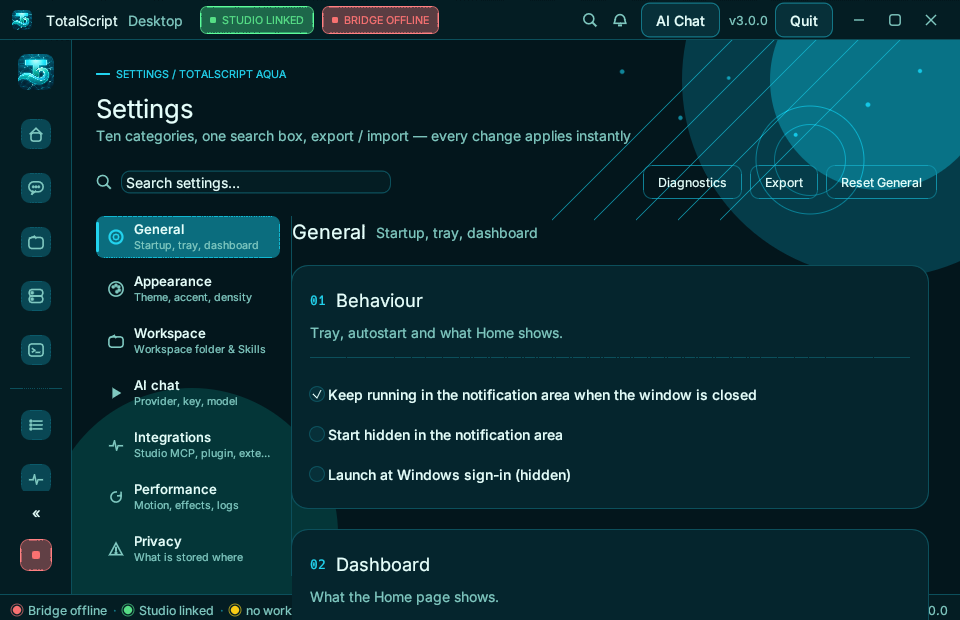 TotalScript Desktop STUDIO LINKED BRIDGE OFFLINE AI Chat v3.0.0 Quit
SETTINGS / TOTALSCRIPT AQUA
Settings
Ten categories, one search box, export / import — every change applies instantly
Search settings...
Diagnostics Export Reset General
General
Startup, tray, dashboard
Appearance
Theme, accent, density
Workspace
Workspace folder & Skills
AI chat
Provider, key, model
Integrations
Studio MCP, plugin, exte...
Performance
Motion, effects, logs
Privacy
What is stored where
General Startup, tray, dashboard
01 Behaviour
Tray, autostart and what Home shows.
Keep running in the notification area when the window is closed
Start hidden in the notification area
Launch at Windows sign-in (hidden)
02 Dashboard
What the Home page shows.
«
Bridge offline · Studio linked · no work
0.0